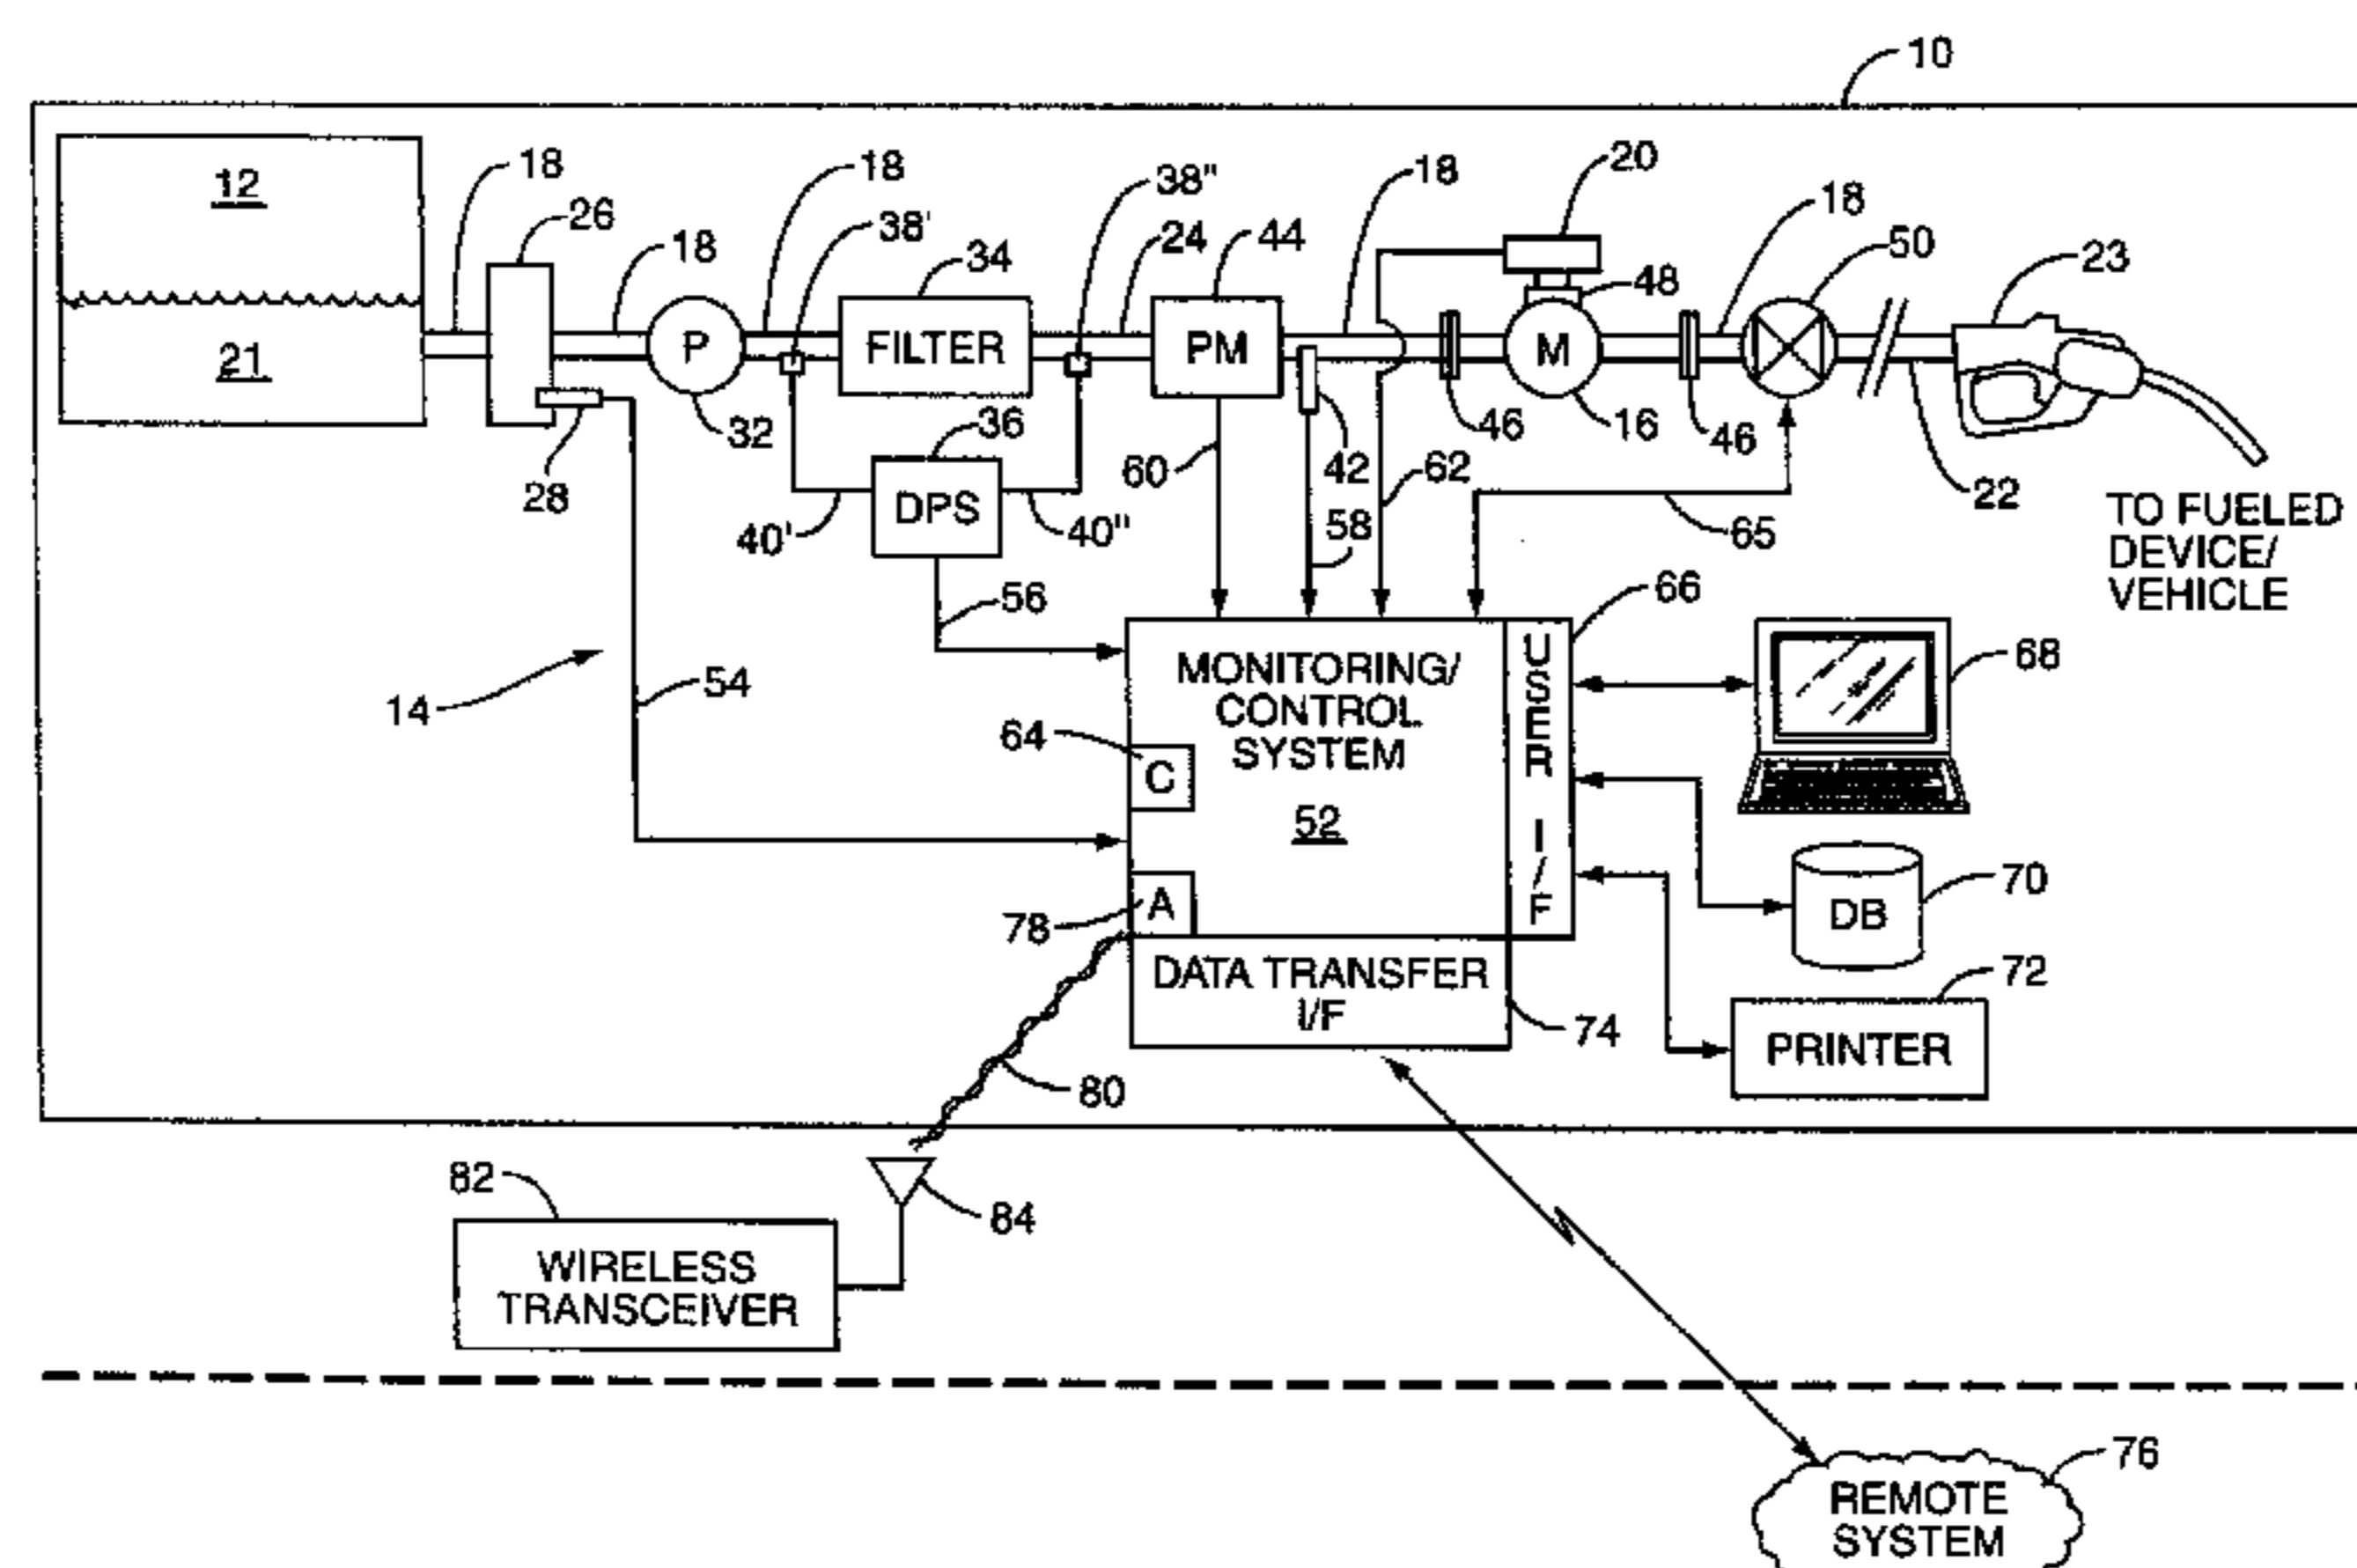 10
12
18
26
18
18
38'
34
38"
24
44
18
20
48
18
50
23
21
P
FILTER
PM
M
32
28
36
DPS
40'
40"
60
42
58
62
46
16
46
65
22
TO FUELED
DEVICE/
VEHICLE
56
14
54
66
68
MONITORING/
CONTROL
SYSTEM
52
USER I/F
64
C
78
A
70
DB
DATA TRANSFER
I/F
74
72
PRINTER
80
82
84
WIRELESS
TRANSCEIVER
76
REMOTE
SYSTEM